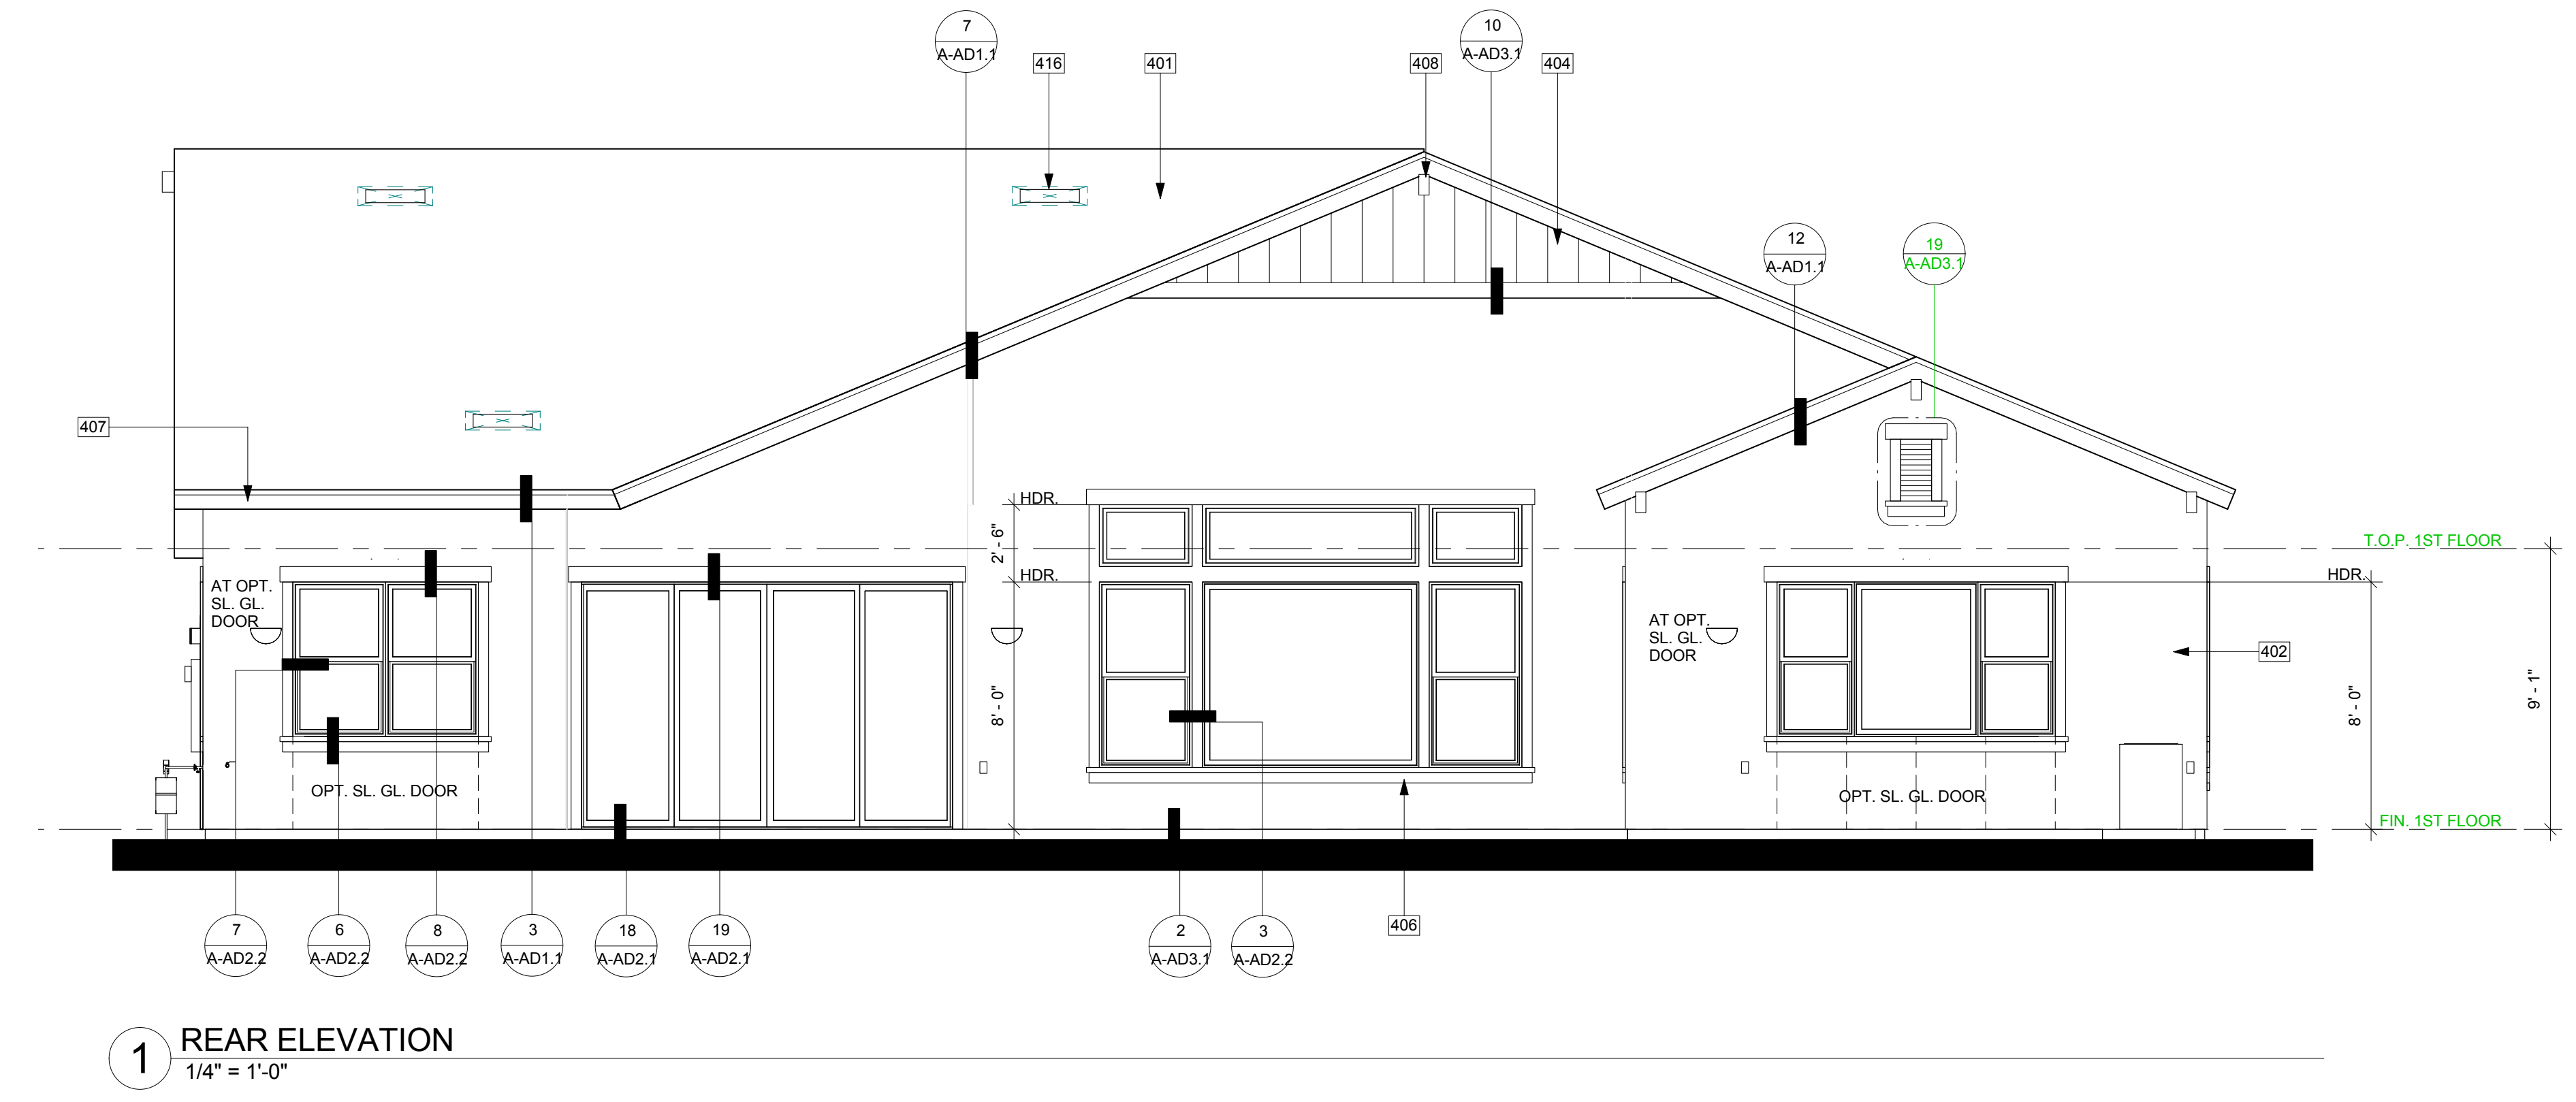 7
A-AD1.1
416
401
408
10
A-AD3.1
404
12
A-AD1.1
19
A-AD3.1
407
HDR.
2' - 6"
HDR.
T.O.P. 1ST FLOOR
HDR.
AT OPT.
SL. GL.
DOOR
AT OPT.
SL. GL.
DOOR
402
8' - 0"
8' - 0"
9' - 1"
OPT. SL. GL. DOOR
OPT. SL. GL. DOOR
FIN. 1ST FLOOR
7
A-AD2.2
6
A-AD2.2
8
A-AD2.2
3
A-AD1.1
18
A-AD2.1
19
A-AD2.1
2
A-AD3.1
3
A-AD2.2
406
1
REAR ELEVATION
1/4" = 1'-0"